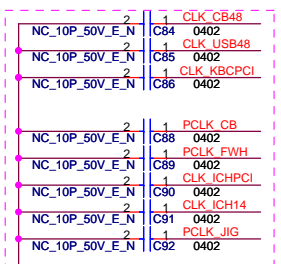 2 1 CLK_CB48
NC_10P_50V_E_N C84 0402
2 1 CLK_USB48
NC_10P_50V_E_N C85 0402
2 1 CLK_KBCPCI
NC_10P_50V_E_N C86 0402
2 1 PCLK_CB
NC_10P_50V_E_N C88 0402
2 1 PCLK_FWH
NC_10P_50V_E_N C89 0402
2 1 CLK_ICHPCI
NC_10P_50V_E_N C90 0402
2 1 CLK_ICH14
NC_10P_50V_E_N C91 0402
2 1 PCLK_JIG
NC_10P_50V_E_N C92 0402